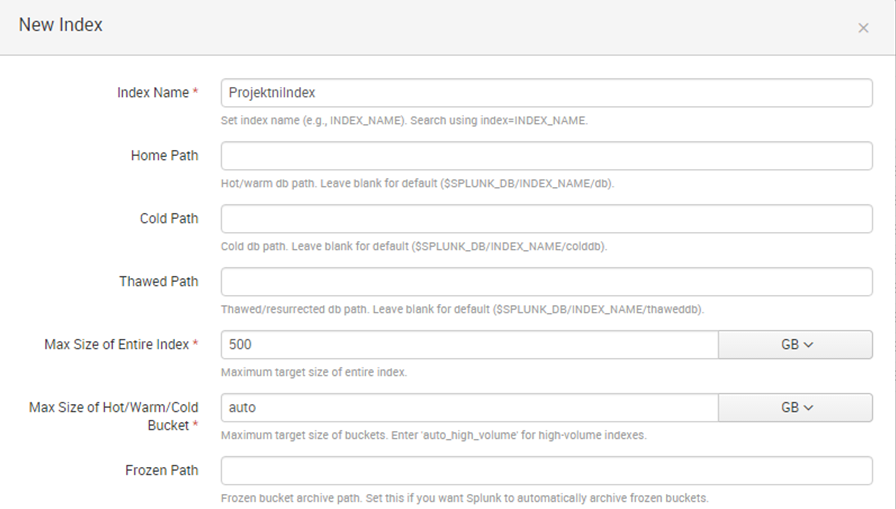 New Index
×
Index Name *
ProjektniIndex
Set index name (e.g., INDEX_NAME). Search using index=INDEX_NAME.
Home Path
Hot/warm db path. Leave blank for default ($SPLUNK_DB/INDEX_NAME/db).
Cold Path
Cold db path. Leave blank for default ($SPLUNK_DB/INDEX_NAME/colddb).
Thawed Path
Thawed/resurrected db path. Leave blank for default ($SPLUNK_DB/INDEX_NAME/thaweddb).
Max Size of Entire Index *
500
GB
Maximum target size of entire index.
Max Size of Hot/Warm/Cold
Bucket *
auto
GB
Maximum target size of buckets. Enter 'auto_high_volume' for high-volume indexes.
Frozen Path
Frozen bucket archive path. Set this if you want Splunk to automatically archive frozen buckets.